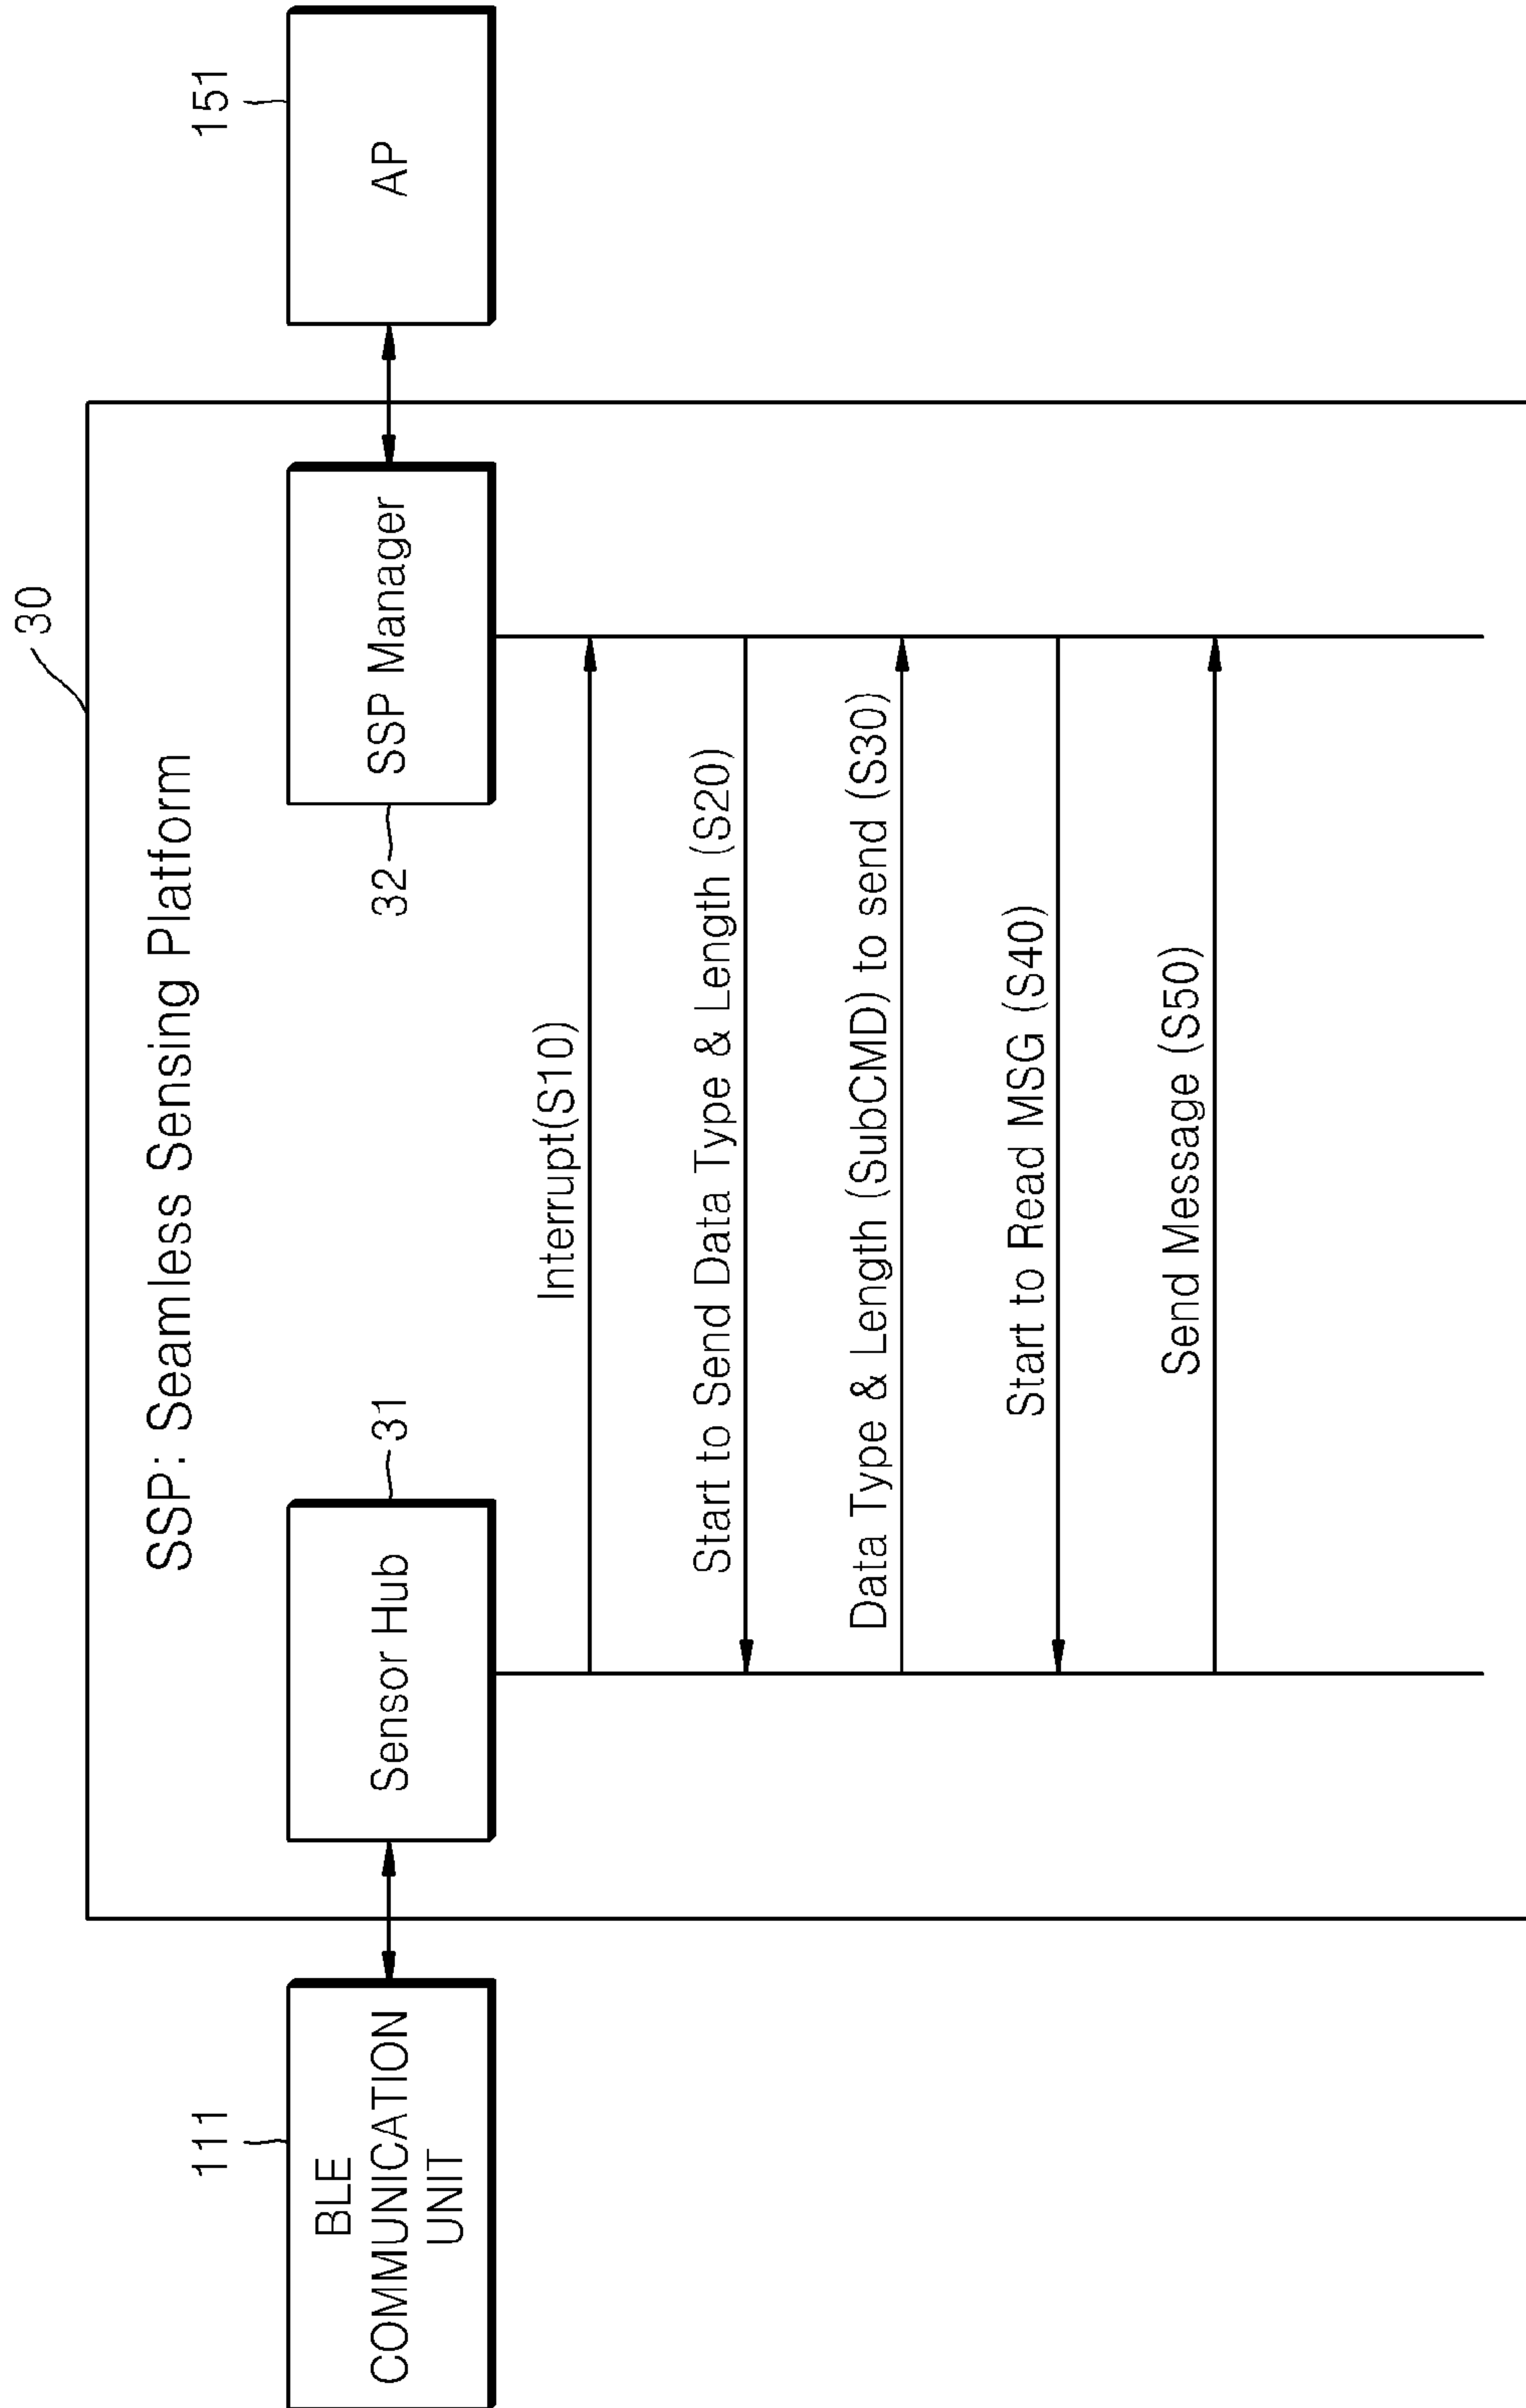 30
SSP: Seamless Sensing Platform
111
BLE
COMMUNICATION
UNIT
Sensor Hub
31
32
SSP Manager
151
AP
Interrupt(S10)
Start to Send Data Type & Length (S20)
Data Type & Length (SubCMD) to send (S30)
Start to Read MSG (S40)
Send Message (S50)